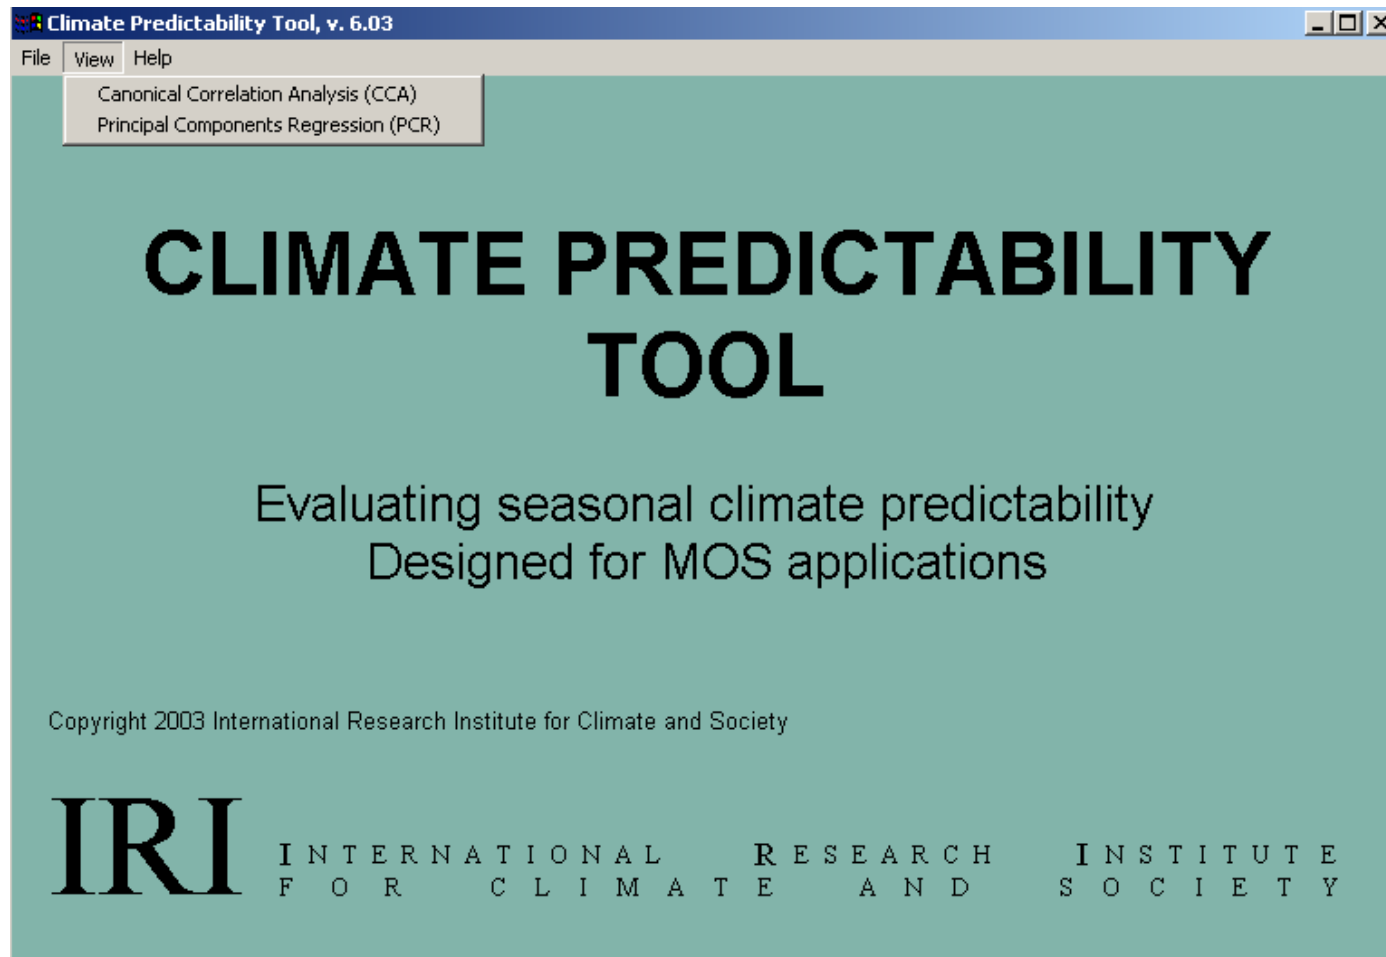 Climate Predictability Tool, v. 6.03
File View Help
Canonical Correlation Analysis (CCA)
Principal Components Regression (PCR)
CLIMATE PREDICTABILITY
TOOL
Evaluating seasonal climate predictability
Designed for MOS applications
Copyright 2003 International Research Institute for Climate and Society
IRI
INTERNATIONAL RESEARCH INSTITUTE
FOR CLIMATE AND SOCIETY